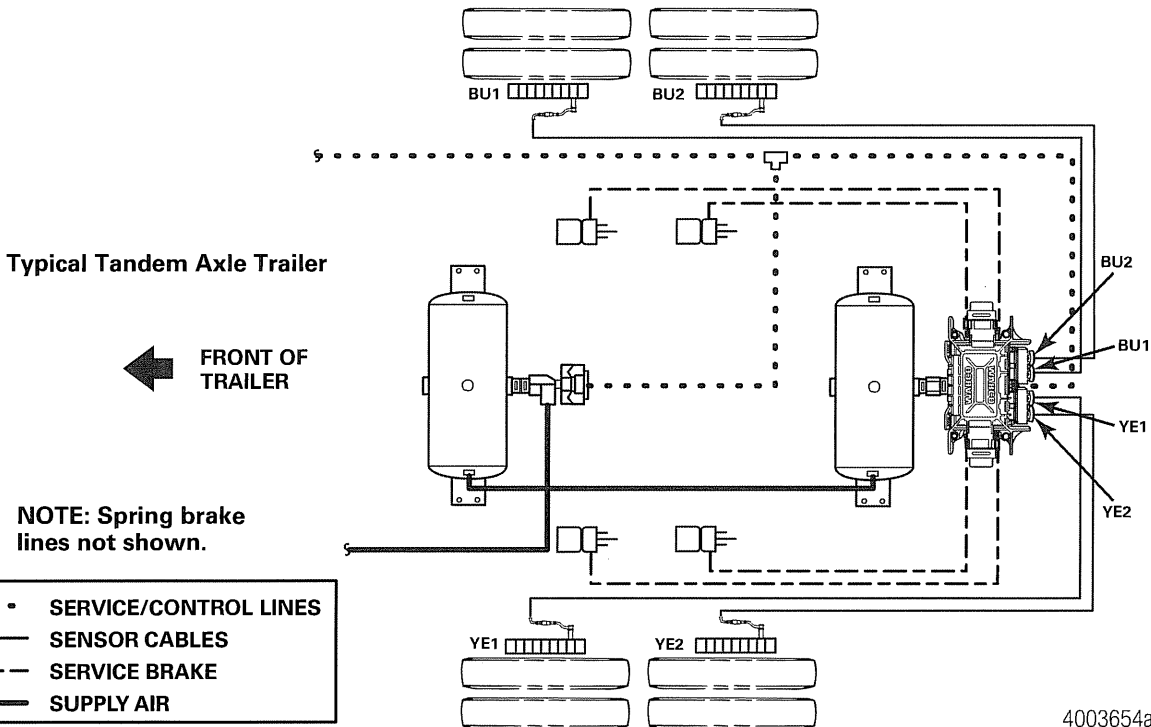 BU1
BU2
Typical Tandem Axle Trailer
BU2
BU1
FRONT OF
TRAILER
WABCO
YE1
YE2
NOTE: Spring brake
lines not shown.
SERVICE/CONTROL LINES
SENSOR CABLES
SERVICE BRAKE
SUPPLY AIR
YE1
YE2
4003654a